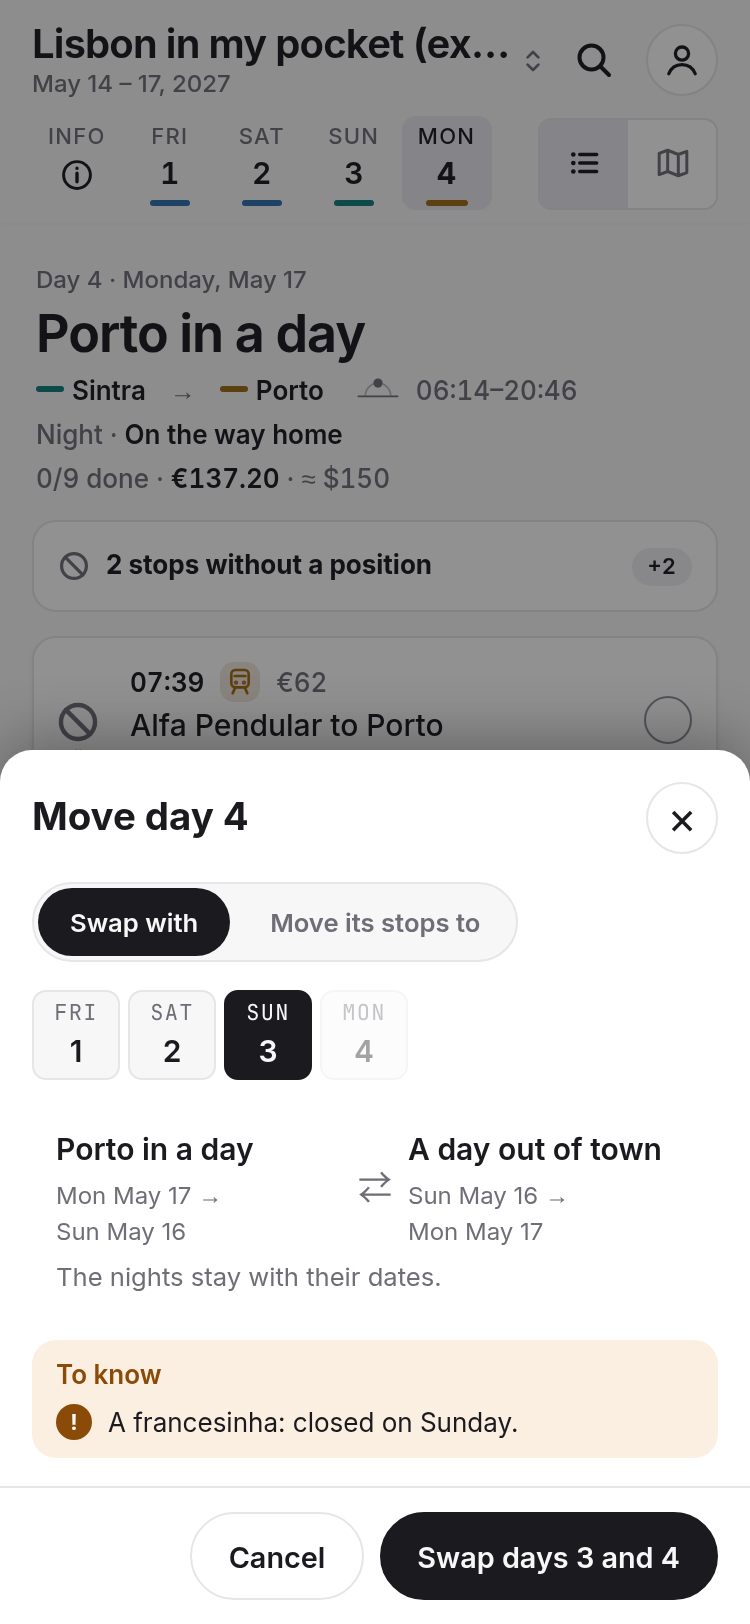 Lisbon in my pocket (ex...
May 14 – 17, 2027
INFO FRI SAT SUN MON
1 2 3 4
Day 4 · Monday, May 17
Porto in a day
Sintra → Porto 06:14–20:46
Night · On the way home
0/9 done · €137.20 · ≈ $150
2 stops without a position +2
07:39 €62
Alfa Pendular to Porto
Move day 4
Swap with Move its stops to
FRI SAT SUN MON
1 2 3 4
Porto in a day A day out of town
Mon May 17 → Sun May 16 →
Sun May 16 Mon May 17
The nights stay with their dates.
To know
A francesinha: closed on Sunday.
Cancel Swap days 3 and 4